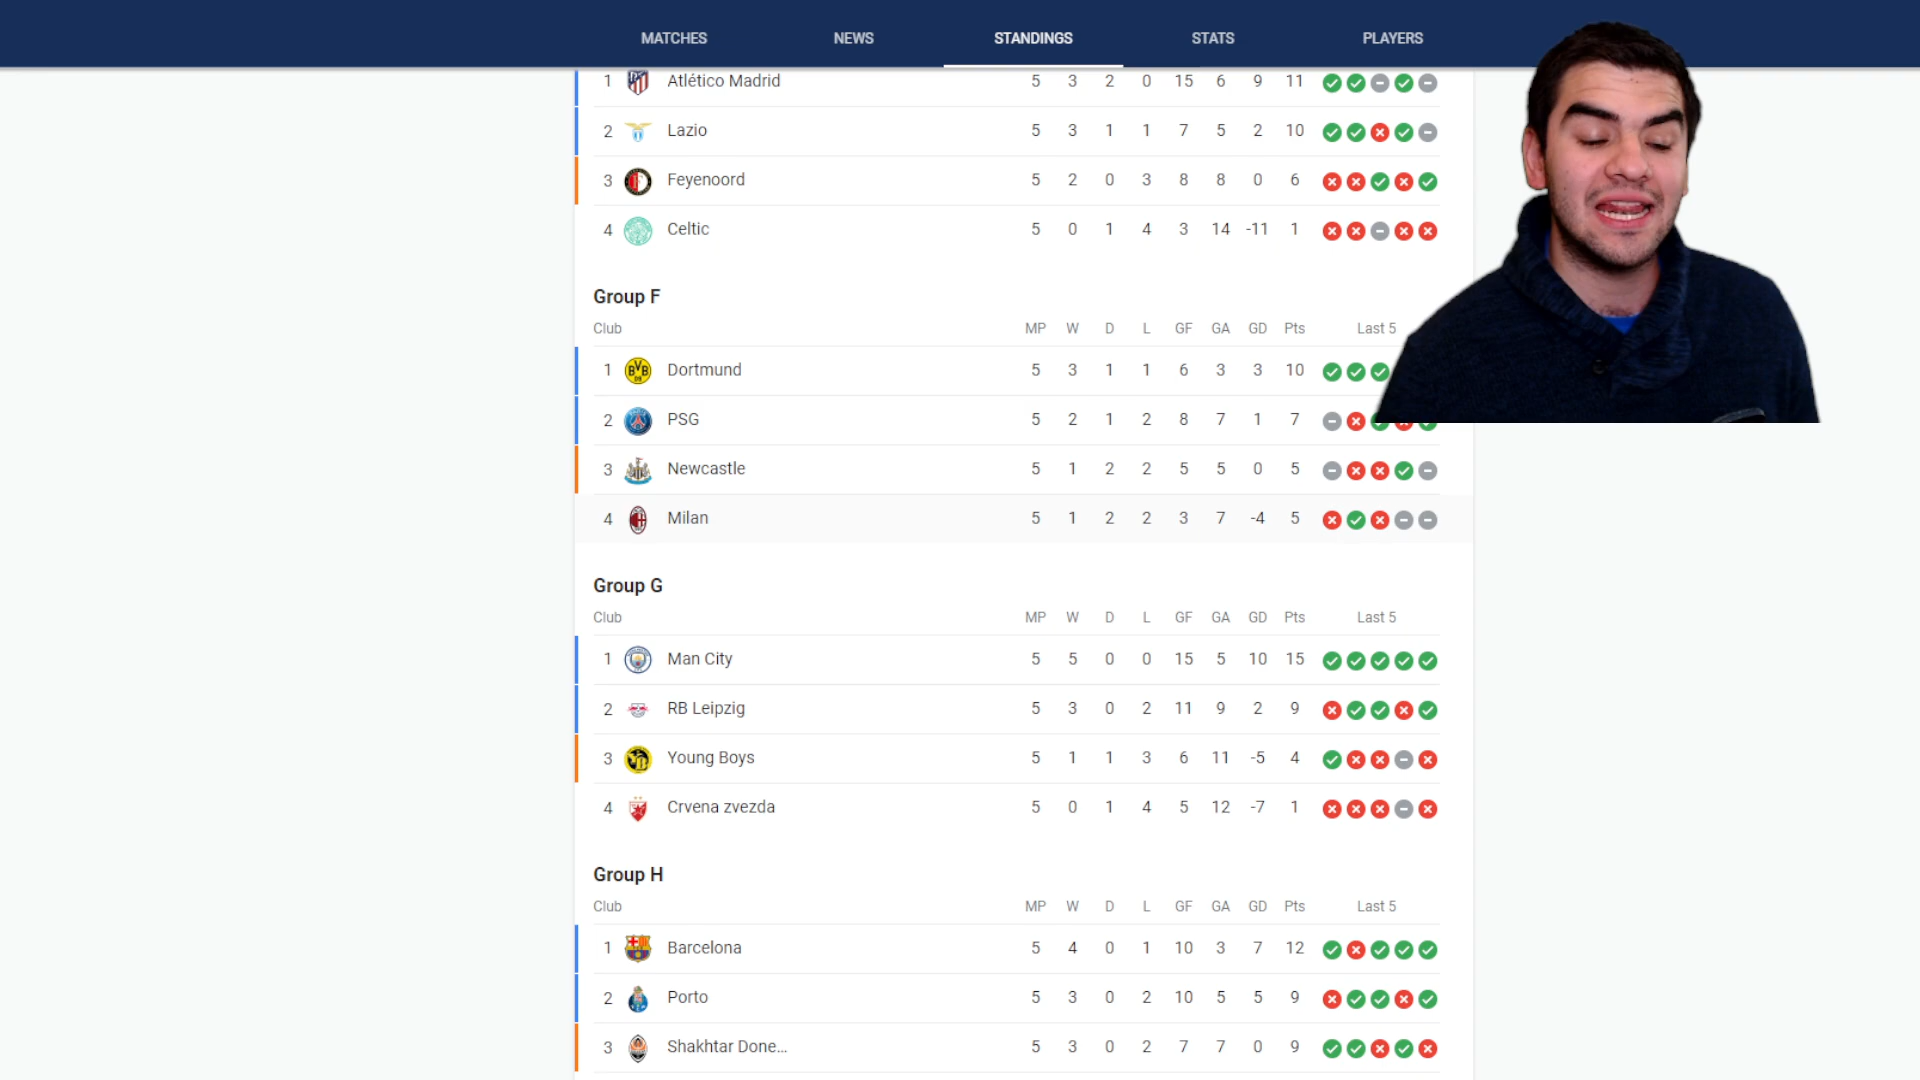 MATCHES NEWS STANDINGS STATS PLAYERS
1 Atlético Madrid 5 3 2 0 15 6 9 11
2 Lazio 5 3 1 1 7 5 2 10
3 Feyenoord 5 2 0 3 8 8 0 6
4 Celtic 5 0 1 4 3 14 -11 1
Group F
Club MP W D L GF GA GD Pts Last 5
1 Dortmund 5 3 1 1 6 3 3 10
2 PSG 5 2 1 2 8 7 1 7
3 Newcastle 5 1 2 2 5 5 0 5
4 Milan 5 1 2 2 3 7 -4 5
Group G
Club MP W D L GF GA GD Pts Last 5
1 Man City 5 5 0 0 15 5 10 15
2 RB Leipzig 5 3 0 2 11 9 2 9
3 Young Boys 5 1 1 3 6 11 -5 4
4 Crvena zvezda 5 0 1 4 5 12 -7 1
Group H
Club MP W D L GF GA GD Pts Last 5
1 Barcelona 5 4 0 1 10 3 7 12
2 Porto 5 3 0 2 10 5 5 9
3 Shakhtar Done... 5 3 0 2 7 7 0 9